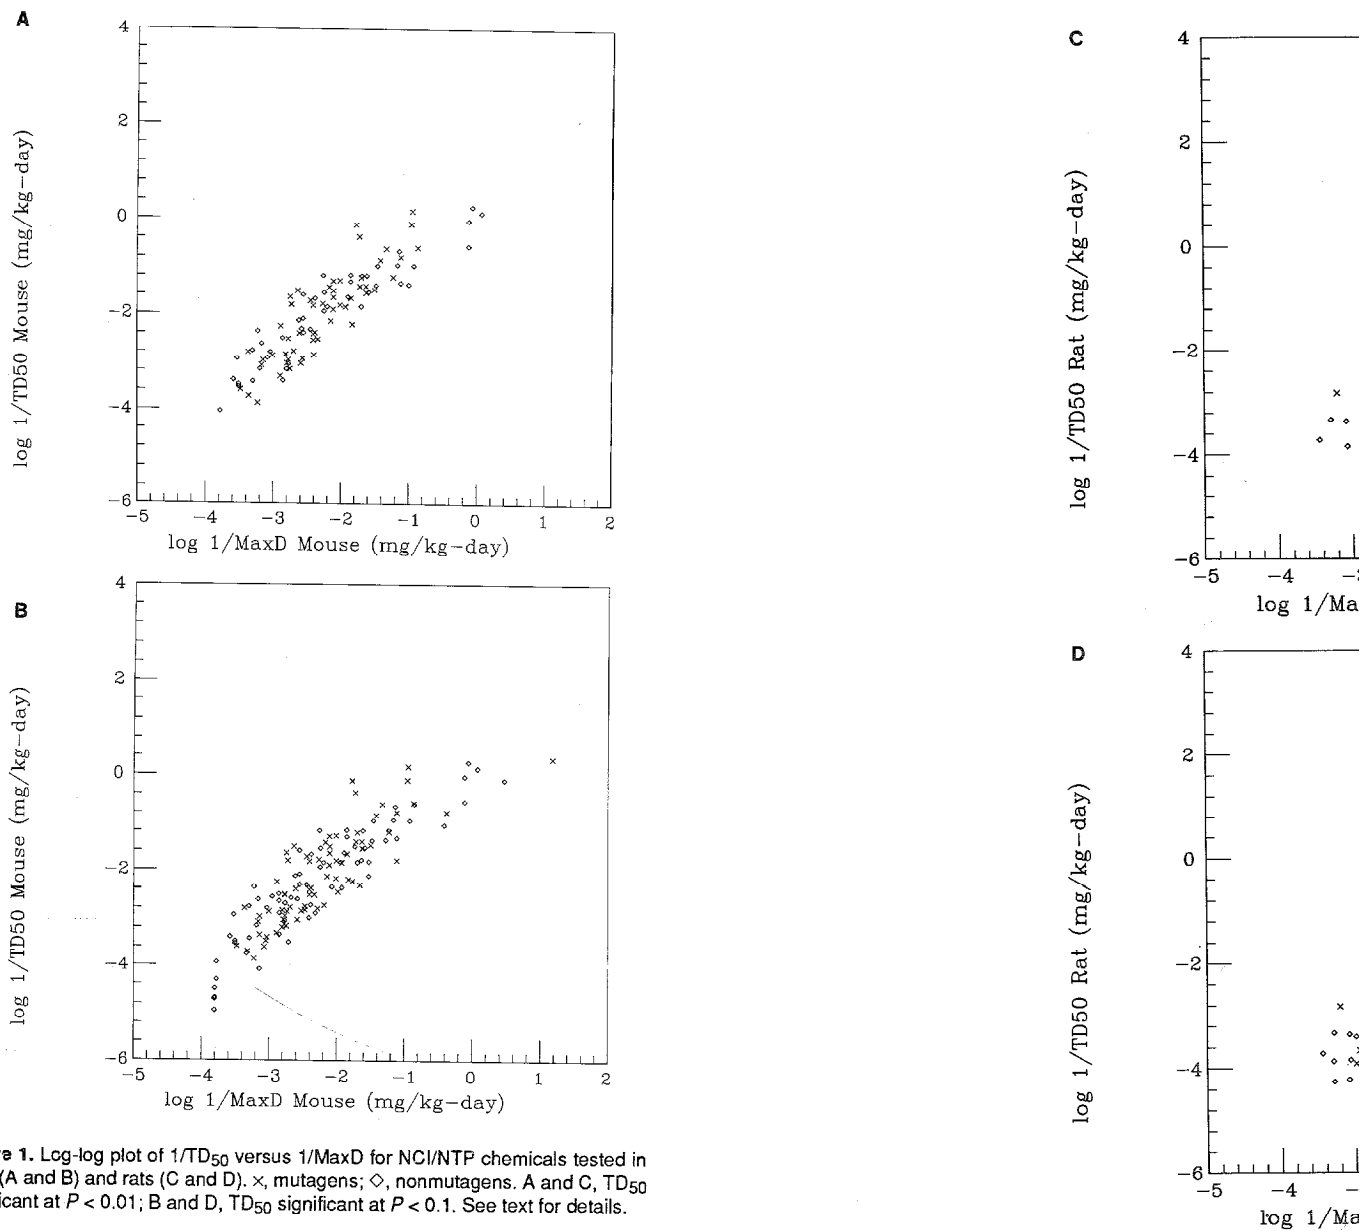 A
4
2
0
−2
−4
−6
−5 −4 −3 −2 −1 0 1 2
log 1/TD50 Mouse (mg/kg−day)
log 1/MaxD Mouse (mg/kg−day)
B
4
2
0
−2
−4
−6
−5 −4 −3 −2 −1 0 1 2
log 1/TD50 Mouse (mg/kg−day)
log 1/MaxD Mouse (mg/kg−day)
e 1. Log-log plot of 1/TD50 versus 1/MaxD for NCI/NTP chemicals tested in
(A and B) and rats (C and D). ×, mutagens; ◇, nonmutagens. A and C, TD50
icant at P < 0.01; B and D, TD50 significant at P < 0.1. See text for details.
C
4
2
0
−2
−4
−6
−5 −4
log 1/TD50 Rat (mg/kg−day)
log 1/Ma
D
4
2
0
−2
−4
−6
−5 −4 −
log 1/TD50 Rat (mg/kg−day)
log 1/Ma